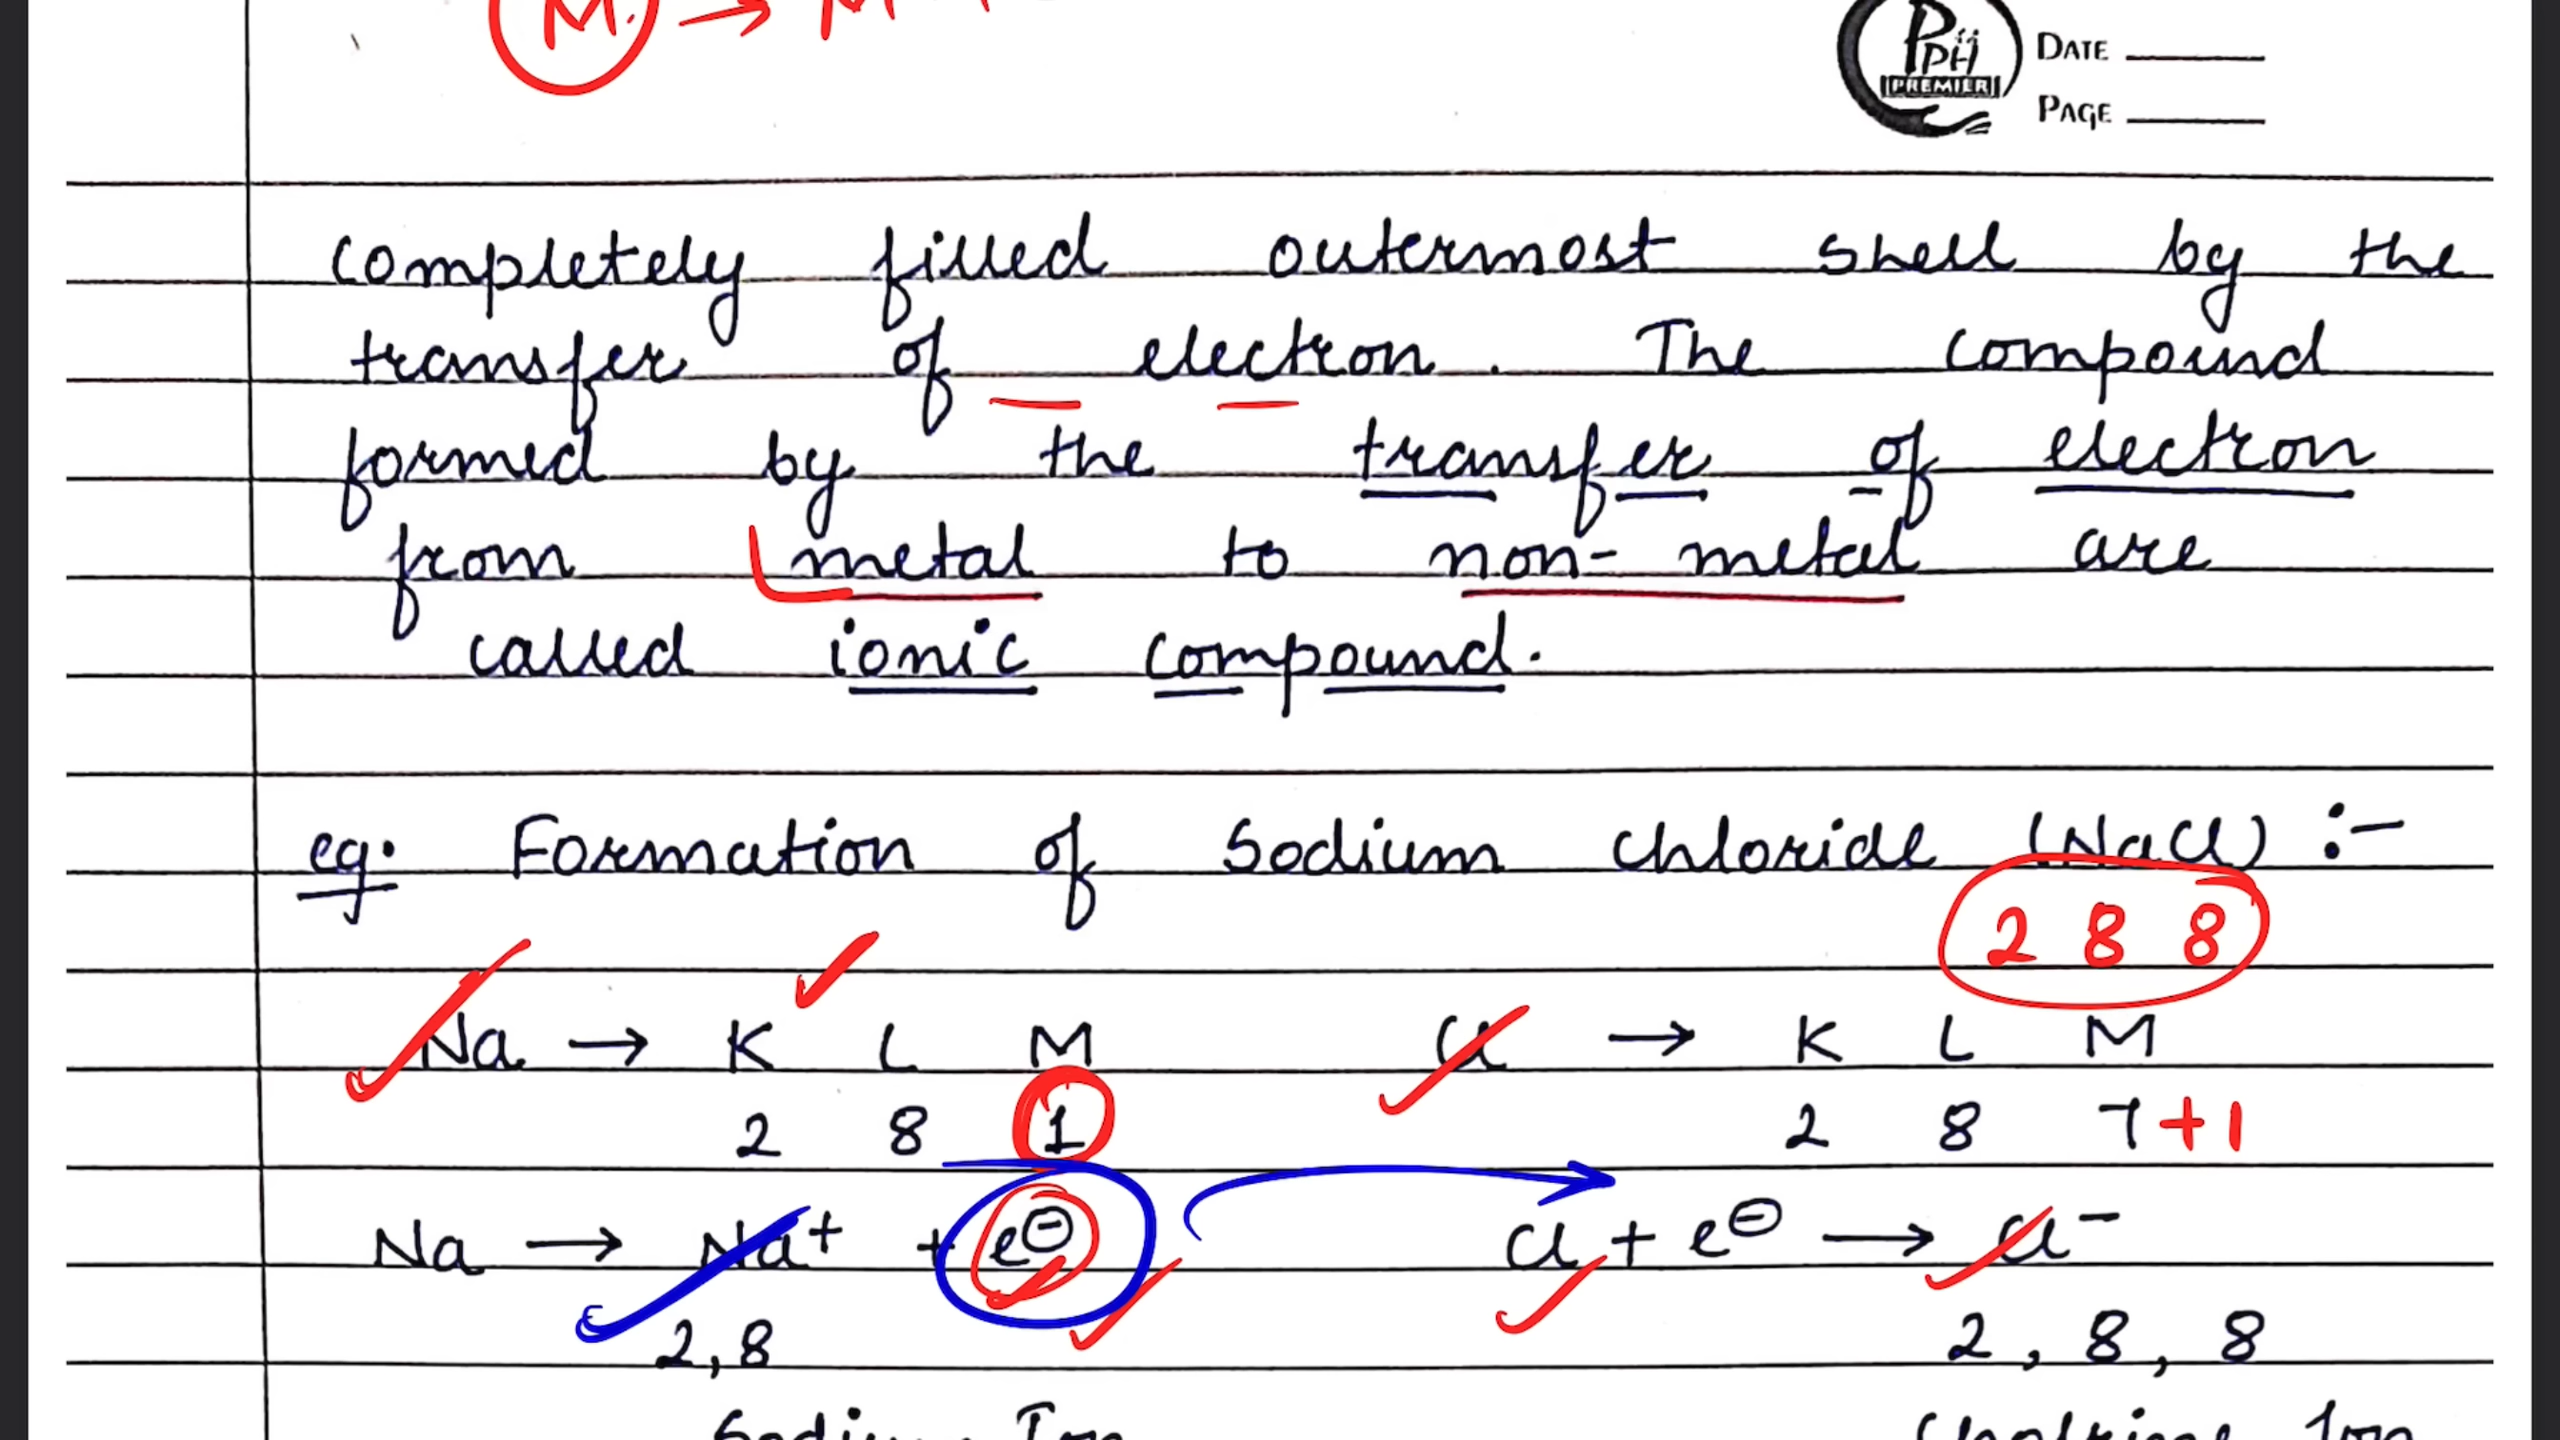 PPH
PREMIER
DATE
PAGE
completely filled outermost shell by the
transfer of electron. The compound
formed by the transfer of electron
from metal to non-metal are
called ionic compound.
eg: Formation of Sodium Chloride (NaCl) :-
2 8 8
Na → K L M Cl → K L M
2 8 1 2 8 7 +1
Na → Na⁺ + e⊖ Cl + e⊖ → Cl⁻
2,8 2, 8, 8